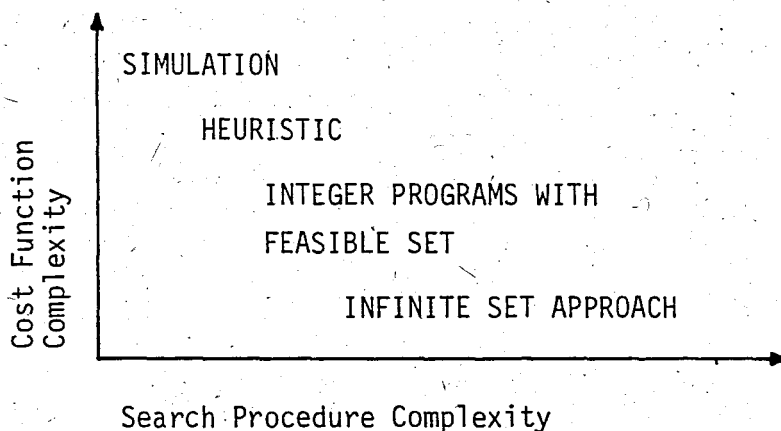 SIMULATION
HEURISTIC
INTEGER PROGRAMS WITH
FEASIBLE SET
INFINITE SET APPROACH
Cost Function
Complexity
Search Procedure Complexity